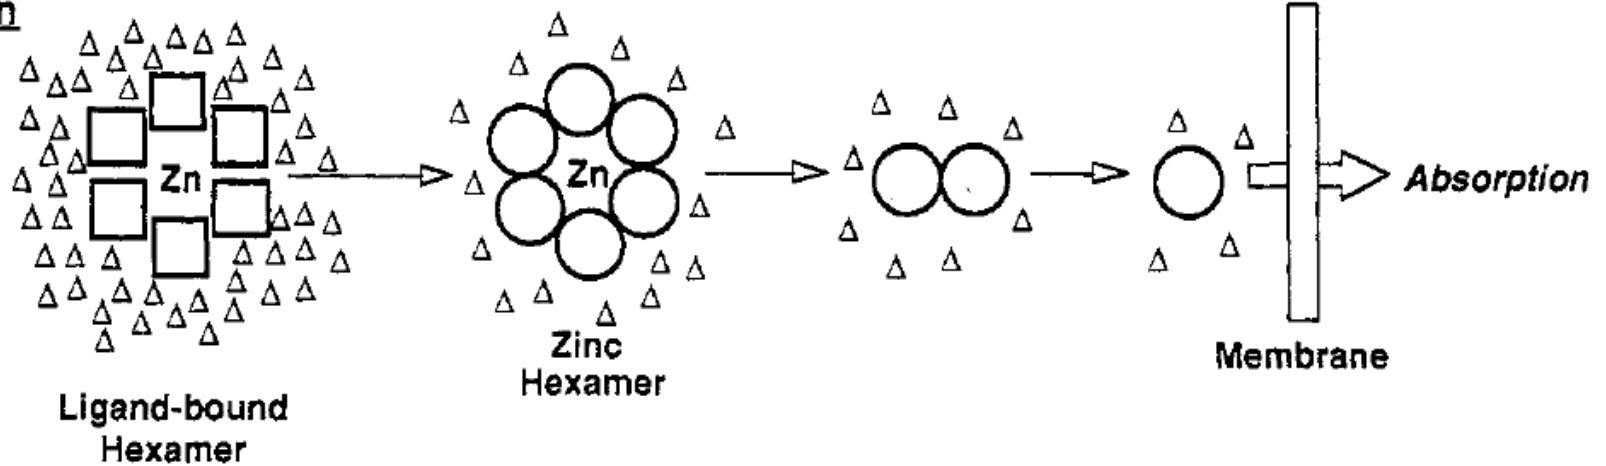 n
Zn
Zn
Absorption
Zinc
Hexamer
Membrane
Ligand-bound
Hexamer